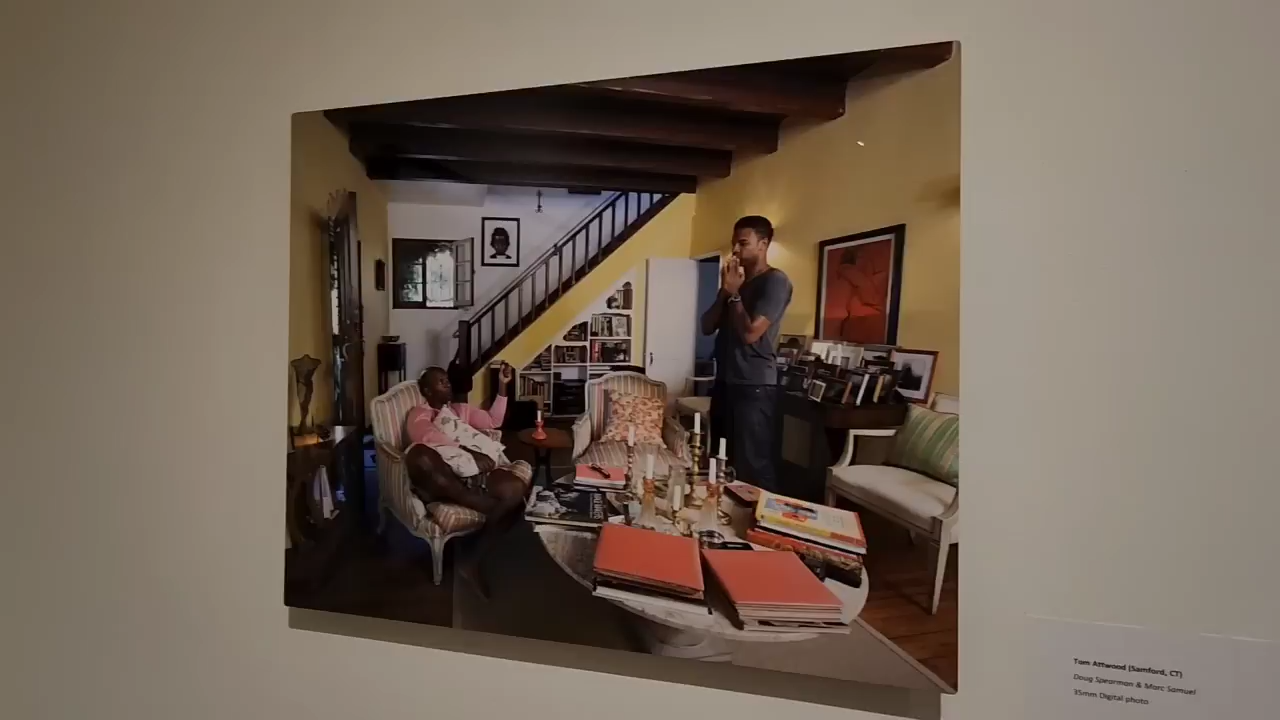 Tom Attwood (Samford, CT)
Doug Spearman & Marc Samuel
35mm Digital photo